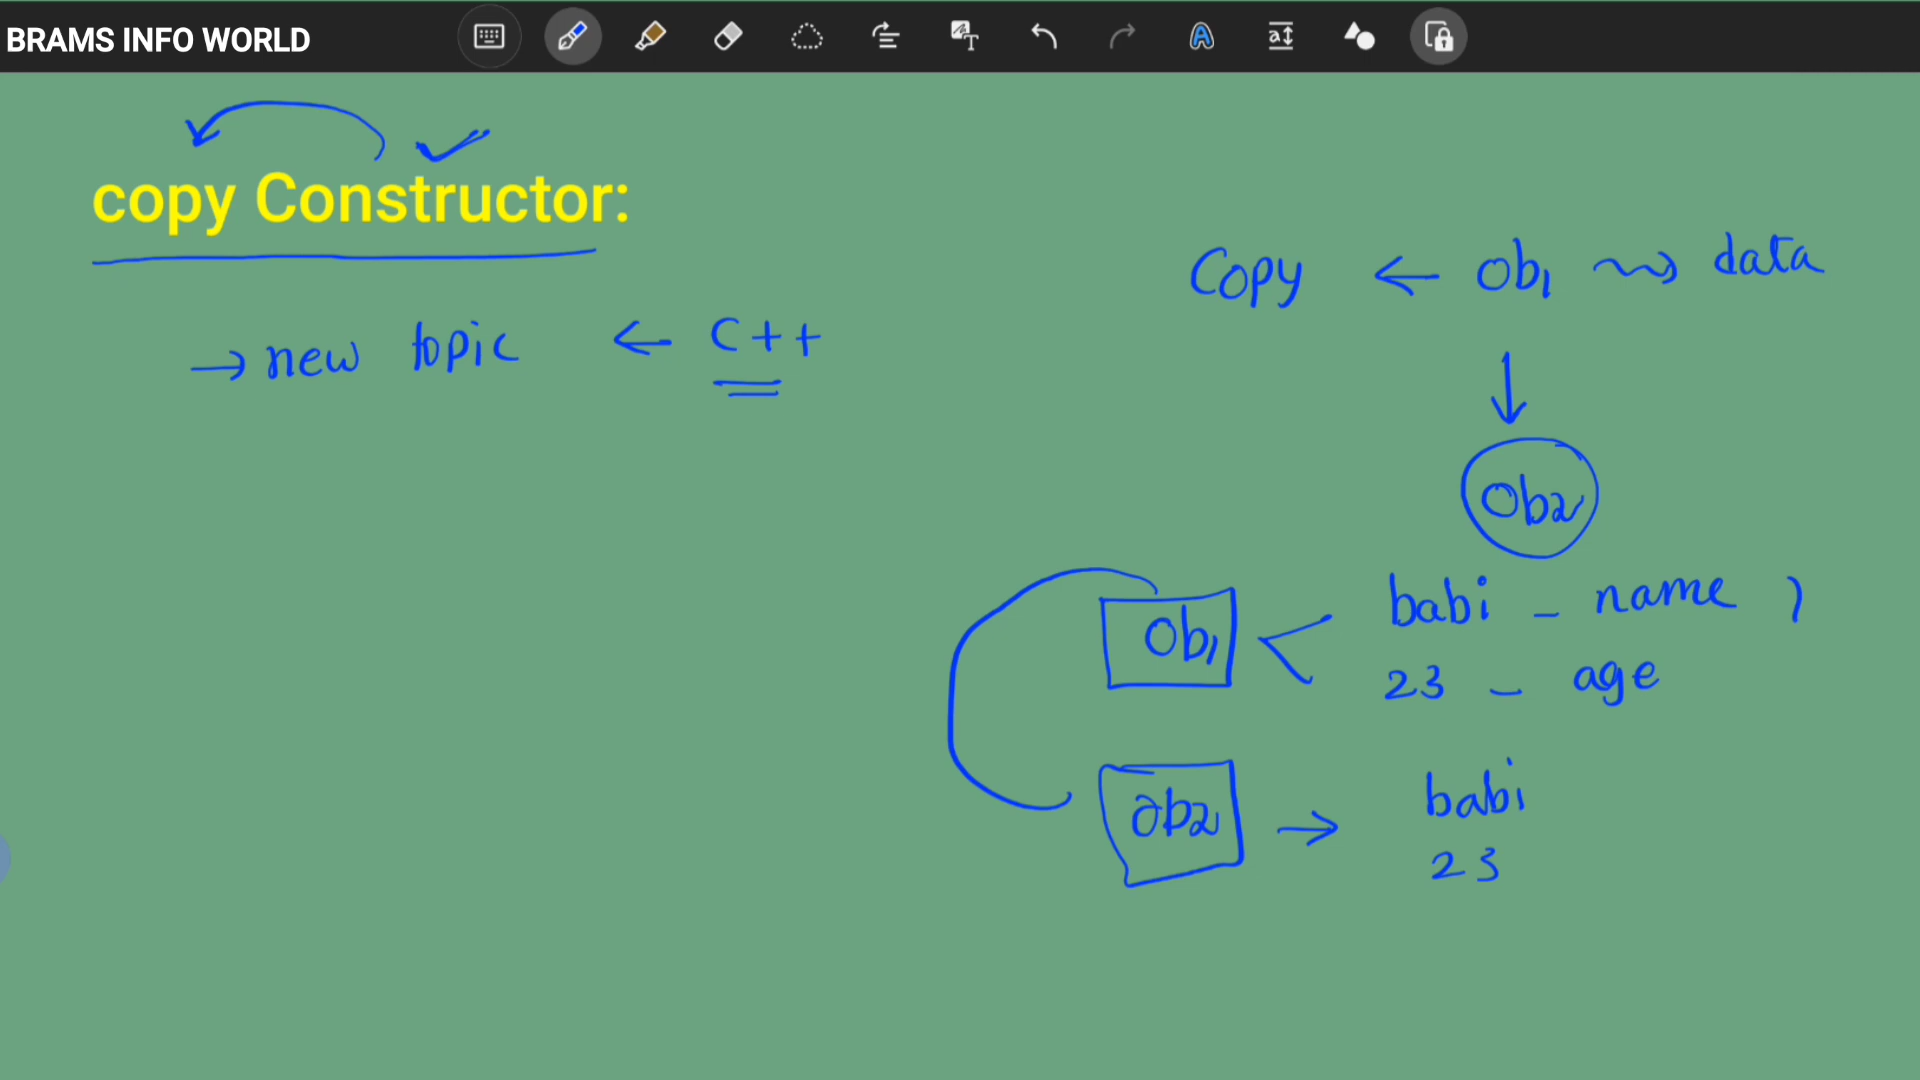 BRAMS INFO WORLD
copy Constructor:
→ new topic ← C++
Copy ← Ob1 → data
↓
Ob2
Ob1 < babi - name )
23 - age
Ob2 → babi
23